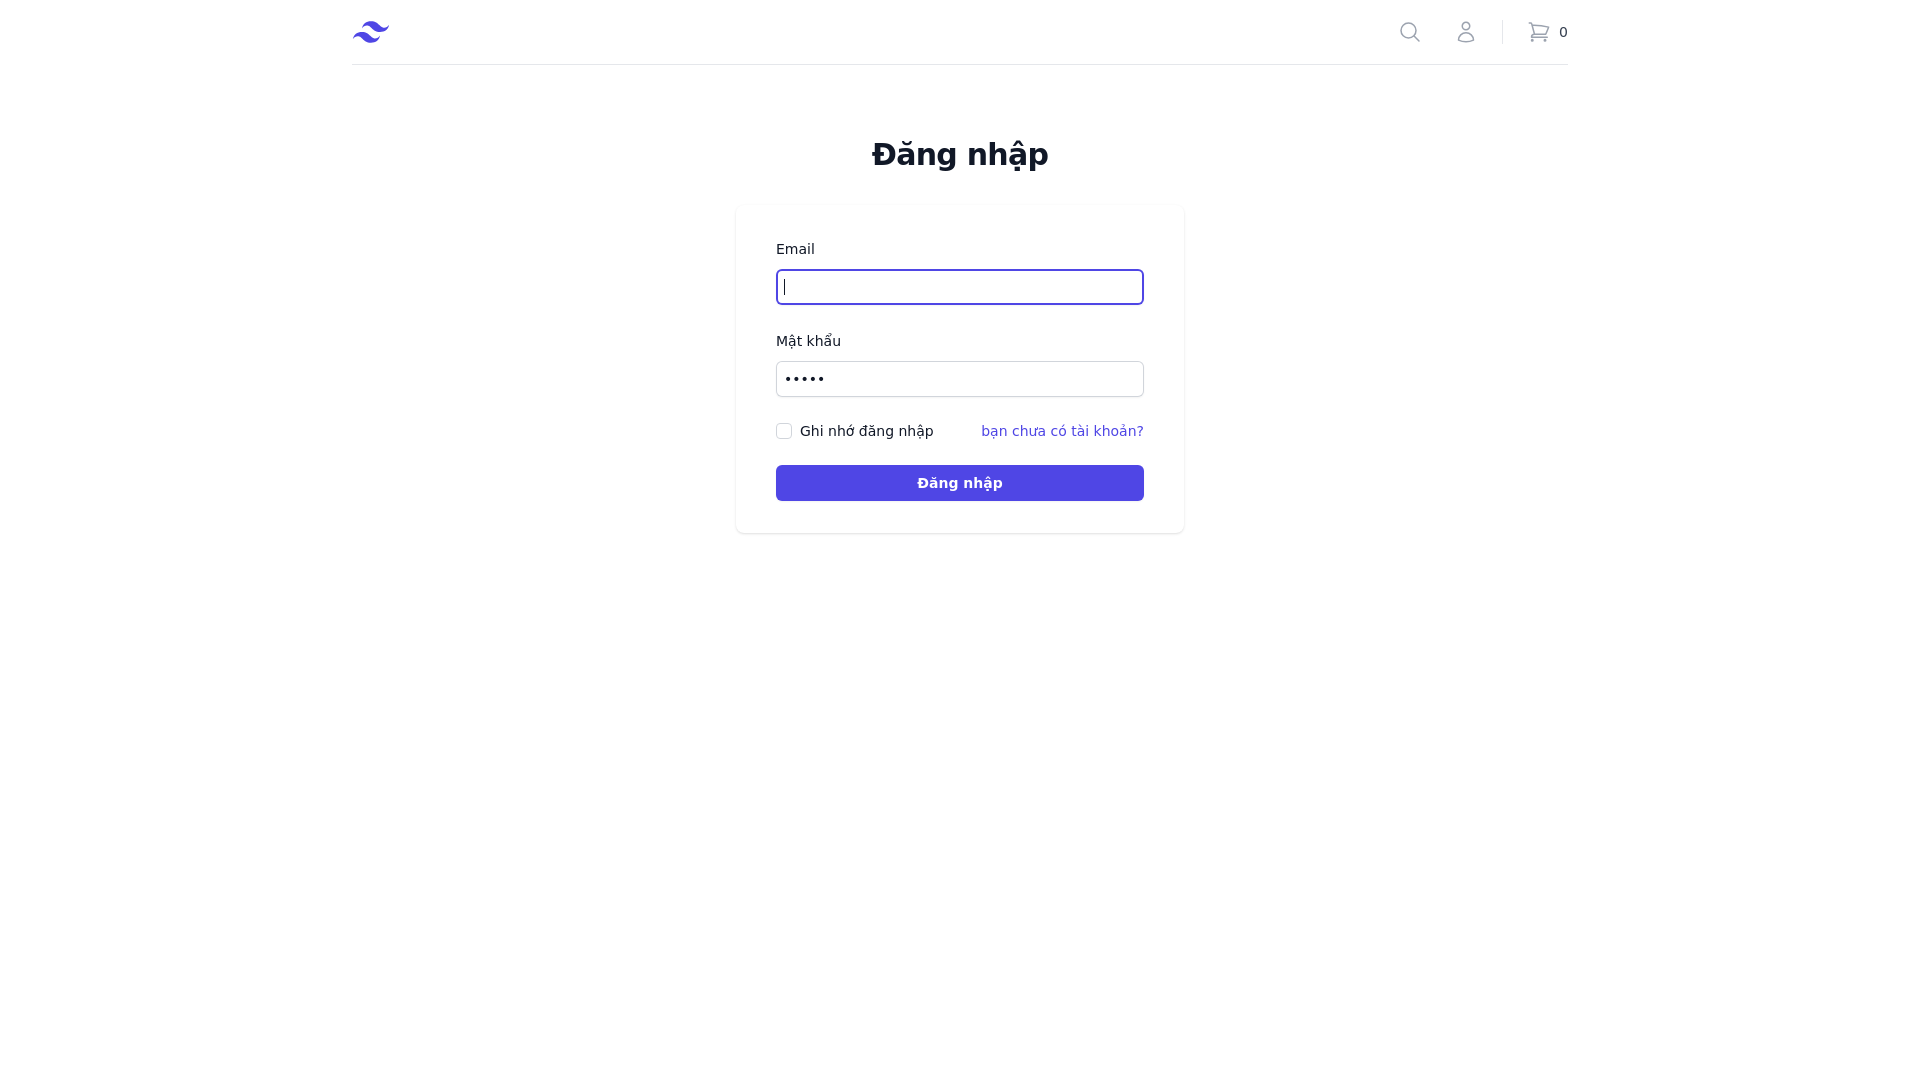 0
Đăng nhập
Email
Mật khẩu
•••••
Ghi nhớ đăng nhập
bạn chưa có tài khoản?
Đăng nhập